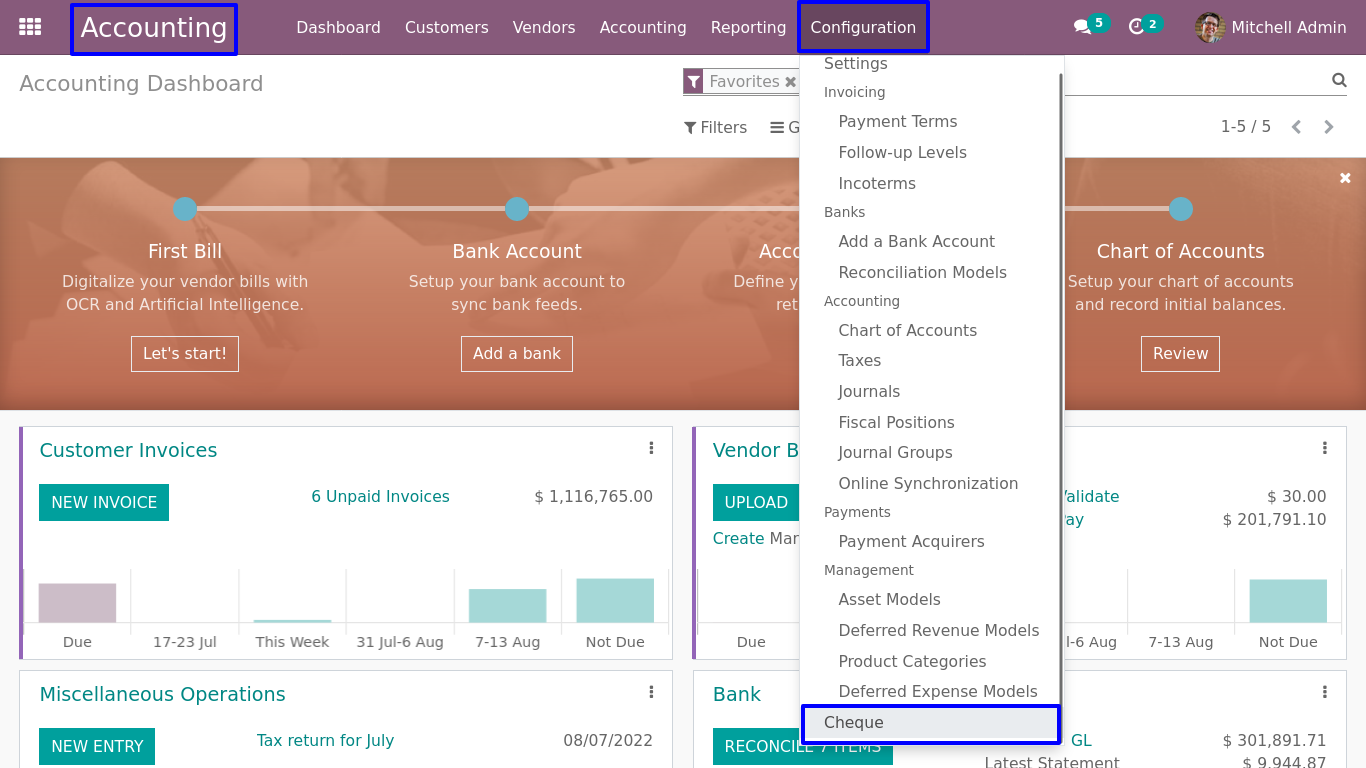 Accounting
Dashboard Customers Vendors Accounting Reporting Configuration
5 2 Mitchell Admin
Accounting Dashboard
Favorites
Filters
G
1-5 / 5
Settings
Invoicing
Payment Terms
Follow-up Levels
Incoterms
Banks
Add a Bank Account
Reconciliation Models
Accounting
Chart of Accounts
Taxes
Journals
Fiscal Positions
Journal Groups
Online Synchronization
Payments
Payment Acquirers
Management
Asset Models
Deferred Revenue Models
Product Categories
Deferred Expense Models
Cheque
First Bill
Digitalize your vendor bills with
OCR and Artificial Intelligence.
Let's start!
Bank Account
Setup your bank account to
sync bank feeds.
Add a bank
Acco
Define y
ret
Chart of Accounts
Setup your chart of accounts
and record initial balances.
Review
Customer Invoices
NEW INVOICE
6 Unpaid Invoices $ 1,116,765.00
Due 17-23 Jul This Week 31 Jul-6 Aug 7-13 Aug Not Due
Vendor B
UPLOAD
Create Man
Validate $ 30.00
Pay $ 201,791.10
Due l-6 Aug 7-13 Aug Not Due
Miscellaneous Operations
NEW ENTRY
Tax return for July 08/07/2022
Bank
RECONCILE 7 ITEMS
GL $ 301,891.71
Latest Statement $ 9,944.87